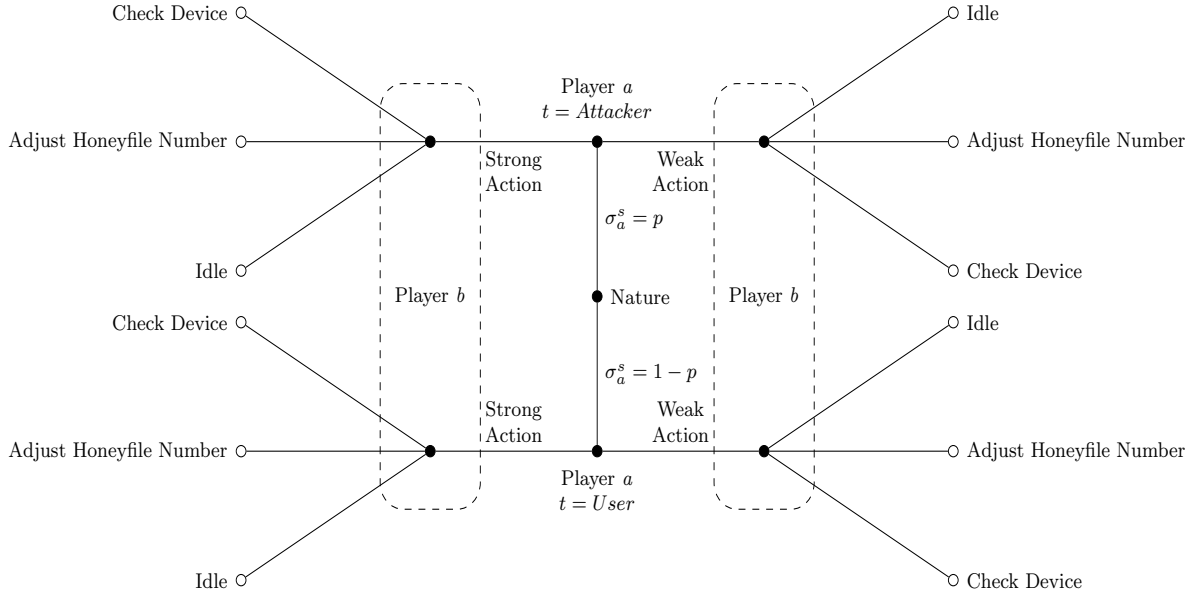 Check Device
Idle
Player a
t = Attacker
Adjust Honeyfile Number
Strong
Action
Weak
Action
Adjust Honeyfile Number
σₐˢ = p
Idle
Check Device
Player b
Nature
Player b
Check Device
Idle
σₐˢ = 1 − p
Strong
Action
Weak
Action
Adjust Honeyfile Number
Adjust Honeyfile Number
Player a
t = User
Idle
Check Device